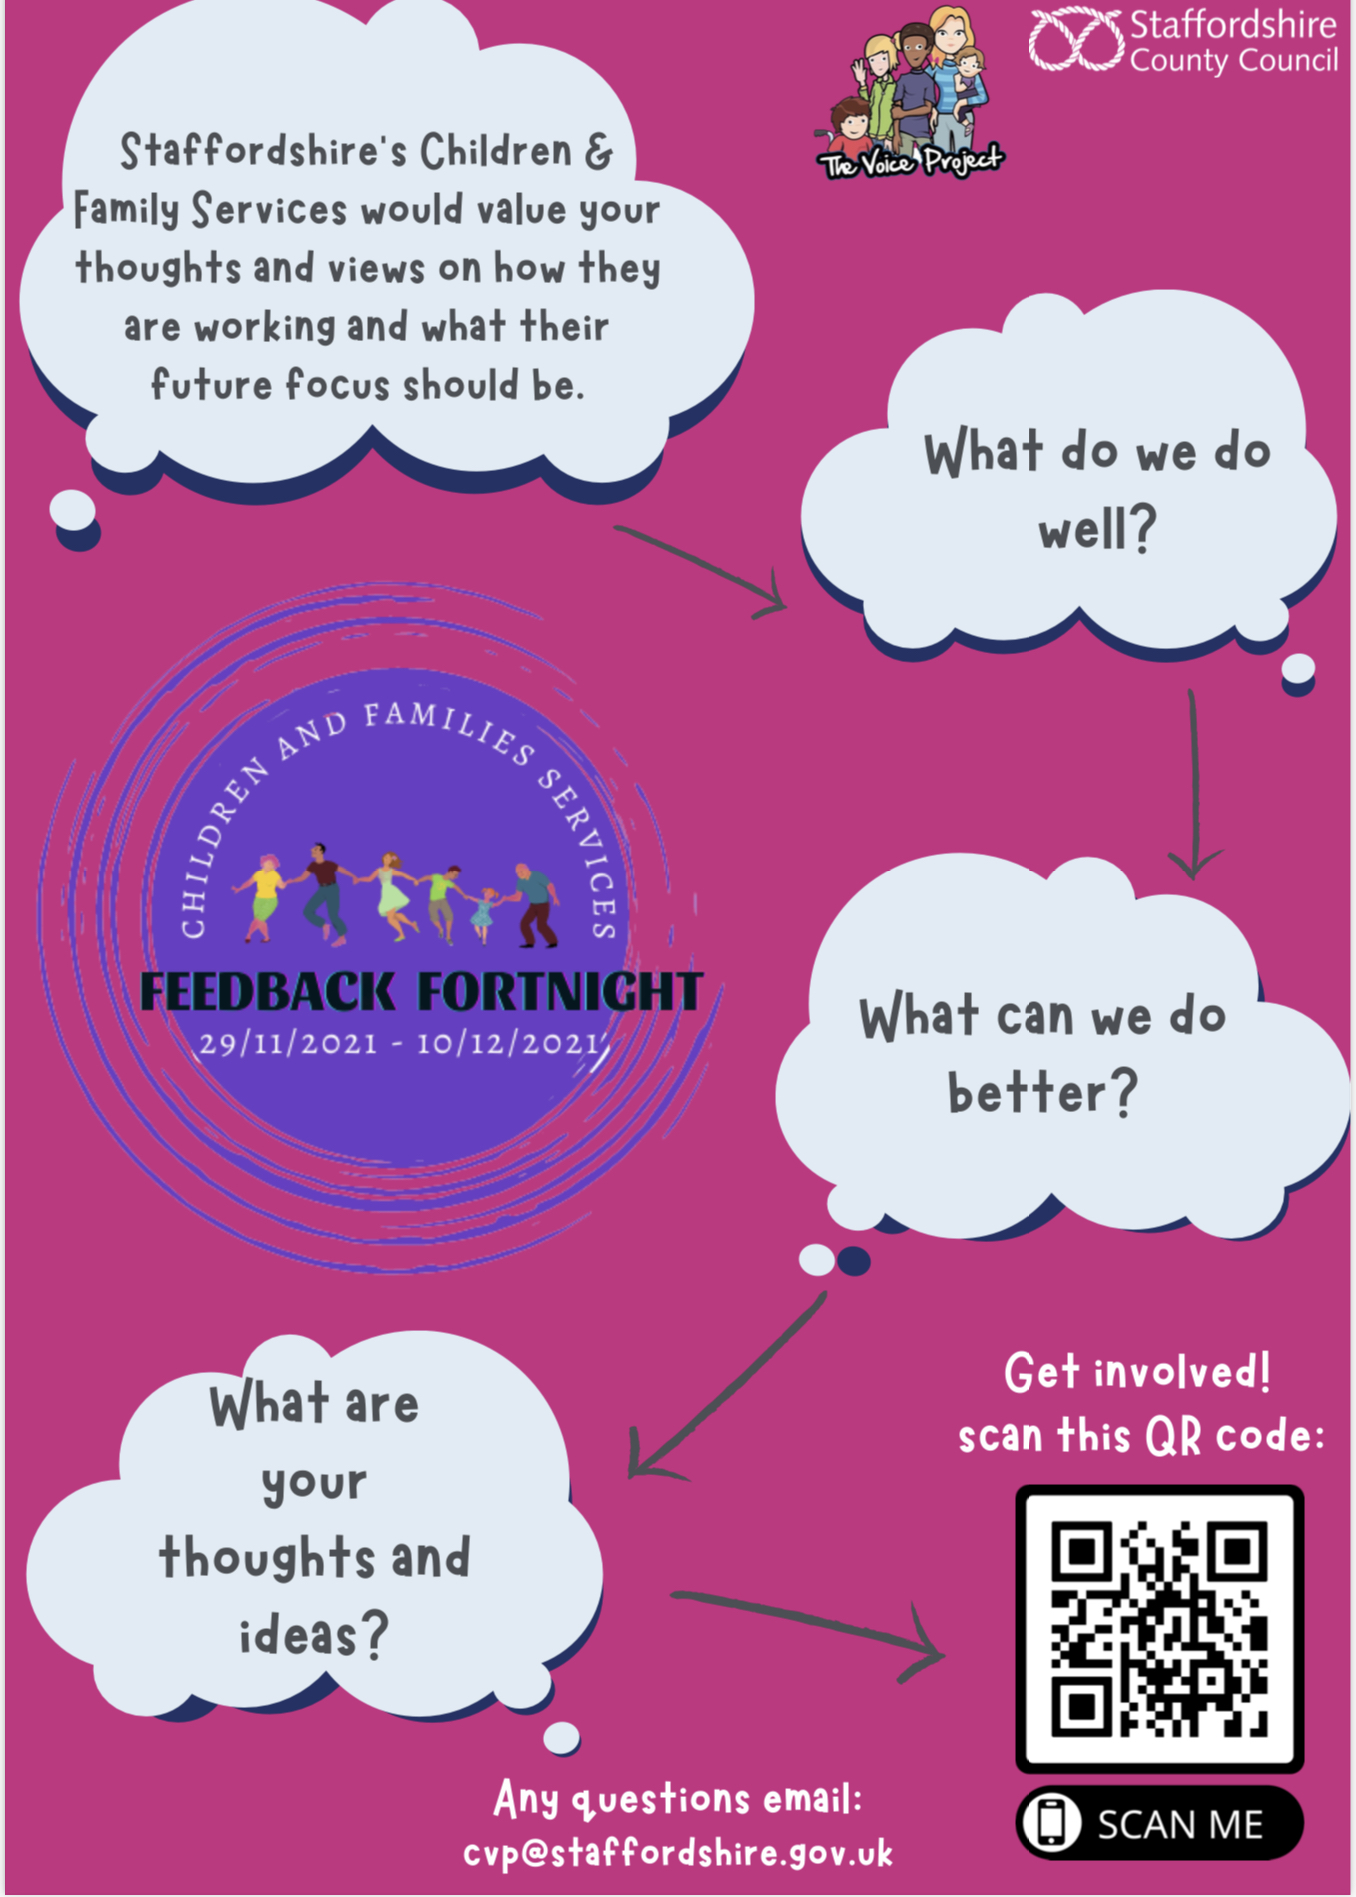 Staffordshire
County Council
The Voice Project
Staffordshire's Children &
Family Services would value your
thoughts and views on how they
are working and what their
future focus should be.
What do we do
well?
CHILDREN AND FAMILIES SERVICES
FEEDBACK FORTNIGHT
29/11/2021 - 10/12/2021
What can we do
better?
What are
your
thoughts and
ideas?
Get involved!
scan this QR code:
SCAN ME
Any questions email:
cvp@staffordshire.gov.uk